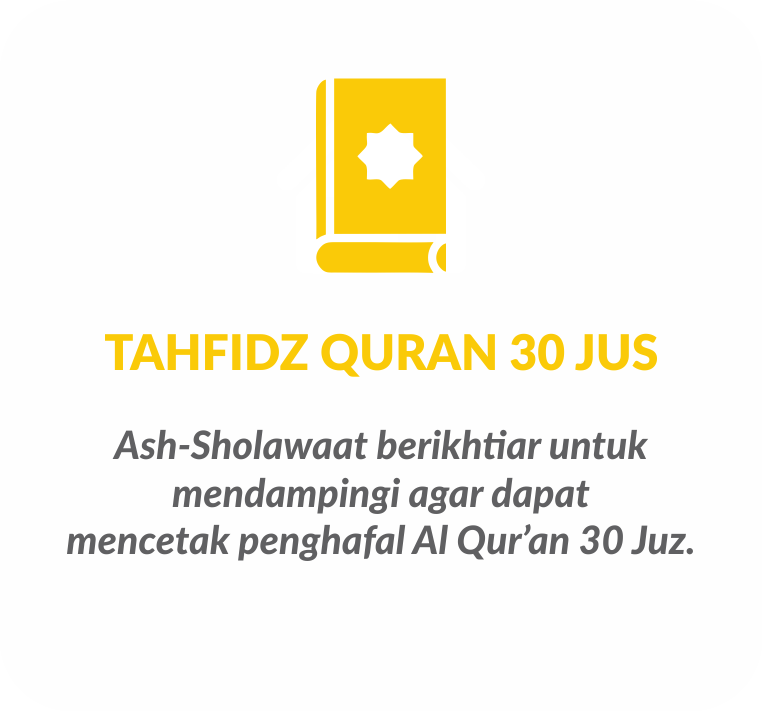 TAHFIDZ QURAN 30 JUS
Ash-Sholawaat berikhtiar untuk
mendampingi agar dapat
mencetak penghafal Al Qur’an 30 Juz.